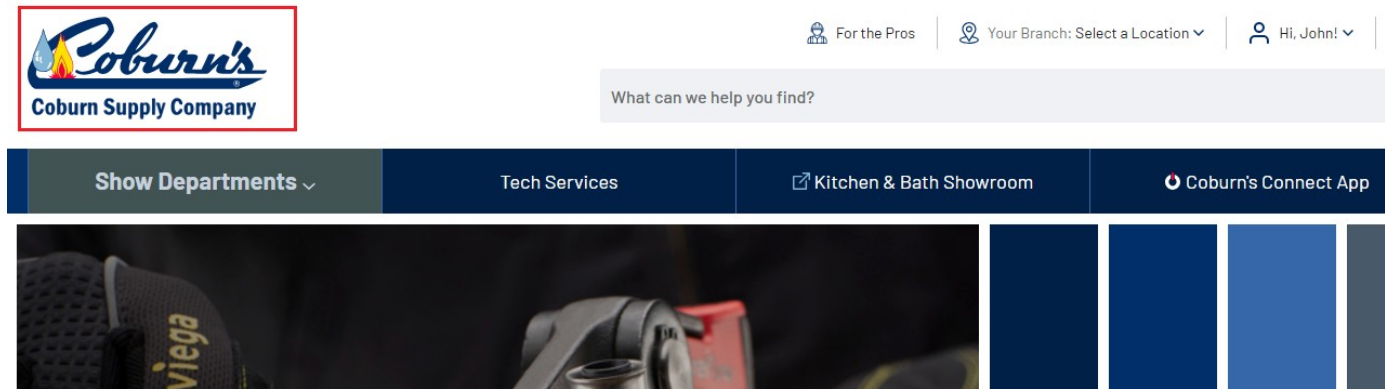 Coburn's
®
Coburn Supply Company
For the Pros
Your Branch: Select a Location
Hi, John!
What can we help you find?
Show Departments
Tech Services
Kitchen & Bath Showroom
Coburn's Connect App
viega